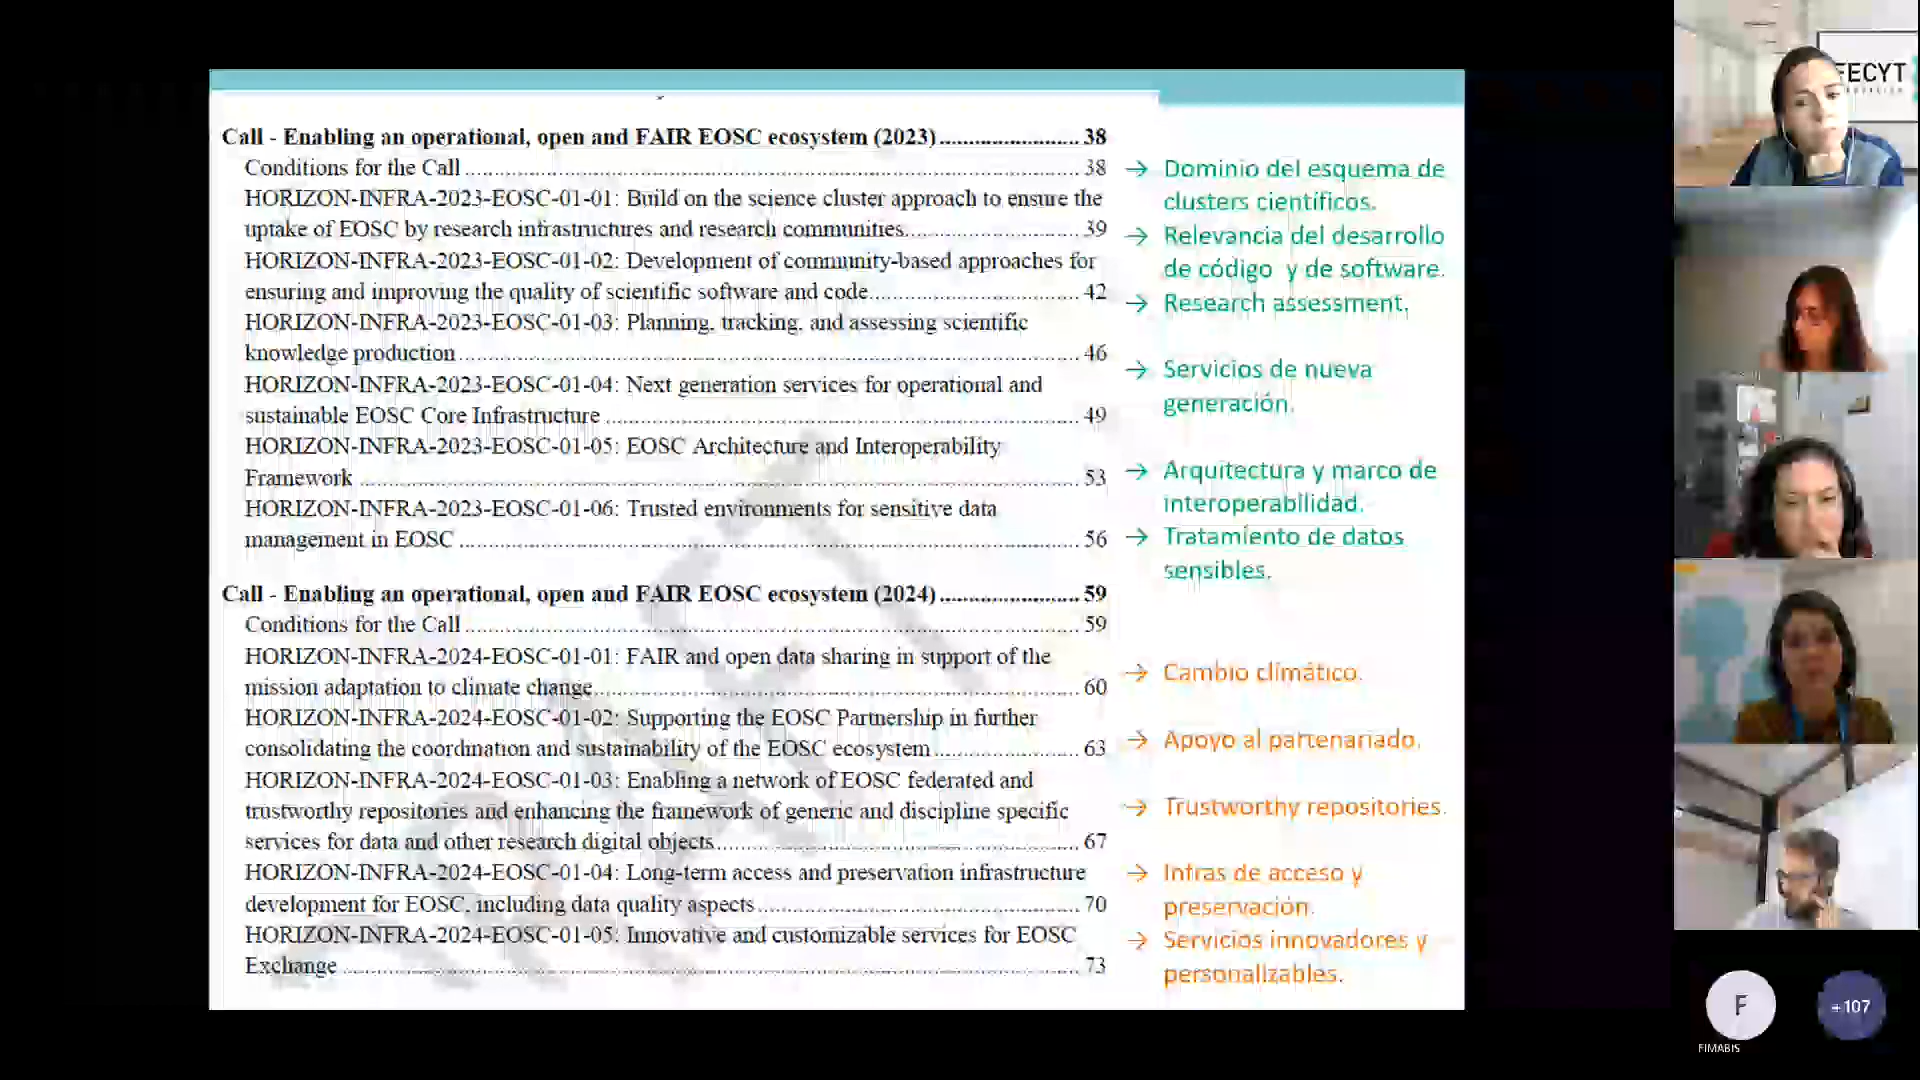 Call - Enabling an operational, open and FAIR EOSC ecosystem (2023) ........................ 38
Conditions for the Call ........................ 38
HORIZON-INFRA-2023-EOSC-01-01: Build on the science cluster approach to ensure the
uptake of EOSC by research infrastructures and research communities ........................ 39
HORIZON-INFRA-2023-EOSC-01-02: Development of community-based approaches for
ensuring and improving the quality of scientific software and code ........................ 42
HORIZON-INFRA-2023-EOSC-01-03: Planning, tracking, and assessing scientific
knowledge production ........................ 46
HORIZON-INFRA-2023-EOSC-01-04: Next generation services for operational and
sustainable EOSC Core Infrastructure ........................ 49
HORIZON-INFRA-2023-EOSC-01-05: EOSC Architecture and Interoperability
Framework ........................ 53
HORIZON-INFRA-2023-EOSC-01-06: Trusted environments for sensitive data
management in EOSC ........................ 56
Call - Enabling an operational, open and FAIR EOSC ecosystem (2024) ........................ 59
Conditions for the Call ........................ 59
HORIZON-INFRA-2024-EOSC-01-01: FAIR and open data sharing in support of the
mission adaptation to climate change ........................ 60
HORIZON-INFRA-2024-EOSC-01-02: Supporting the EOSC Partnership in further
consolidating the coordination and sustainability of the EOSC ecosystem ........................ 63
HORIZON-INFRA-2024-EOSC-01-03: Enabling a network of EOSC federated and
trustworthy repositories and enhancing the framework of generic and discipline specific
services for data and other research digital objects ........................ 67
HORIZON-INFRA-2024-EOSC-01-04: Long-term access and preservation infrastructure
development for EOSC, including data quality aspects ........................ 70
HORIZON-INFRA-2024-EOSC-01-05: Innovative and customizable services for EOSC
Exchange ........................ 73
→ Dominio del esquema de
clusters científicos.
→ Relevancia del desarrollo
de código y de software.
→ Research assessment.
→ Servicios de nueva
generación.
→ Arquitectura y marco de
interoperabilidad.
→ Tratamiento de datos
sensibles.
→ Cambio climático.
→ Apoyo al partenariado.
→ Trustworthy repositories.
→ Infras de acceso y
preservación.
→ Servicios innovadores y
personalizables.
FECYT
F
+107
FIMABIS